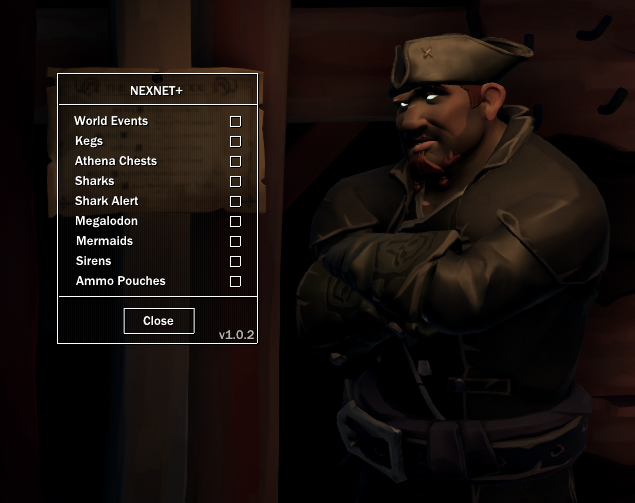 NEXNET+
World Events
Kegs
Athena Chests
Sharks
Shark Alert
Megalodon
Mermaids
Sirens
Ammo Pouches
Close
v1.0.2